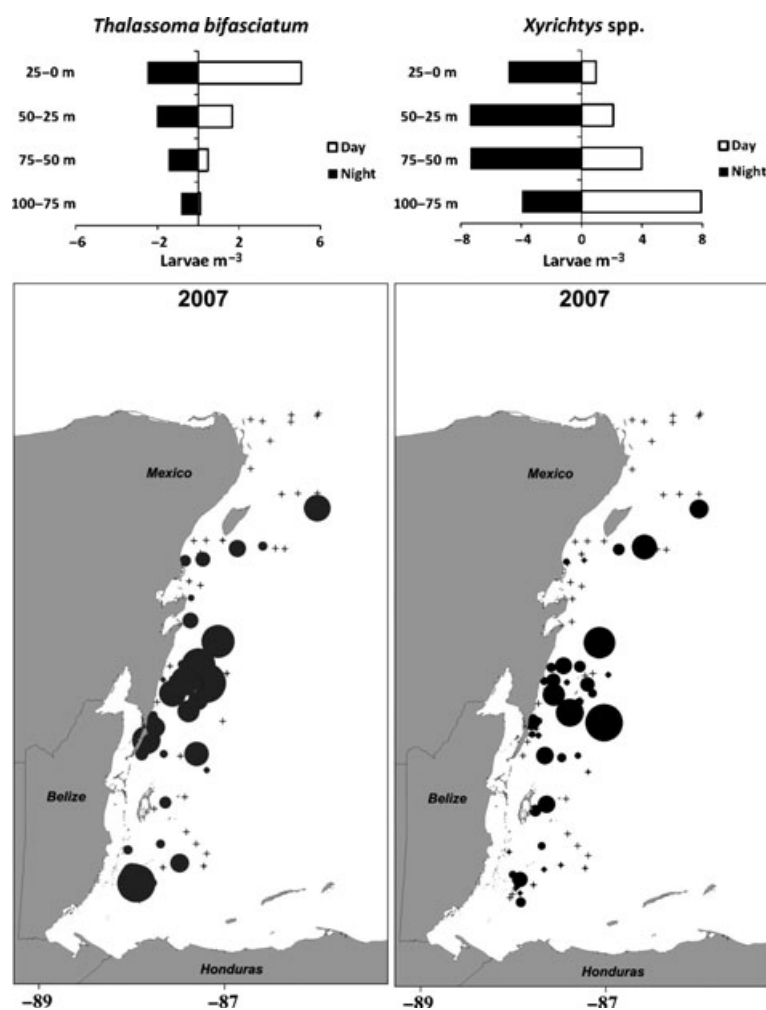 Thalassoma bifasciatum
25–0 m
50–25 m
75–50 m
100–75 m
Day
Night
−6 −2 2 6
Larvae m⁻³
Xyrichtys spp.
25–0 m
50–25 m
75–50 m
100–75 m
Day
Night
−8 −4 0 4 8
Larvae m⁻³
2007
Mexico
Belize
Honduras
−89 −87
2007
Mexico
Belize
Honduras
−89 −87